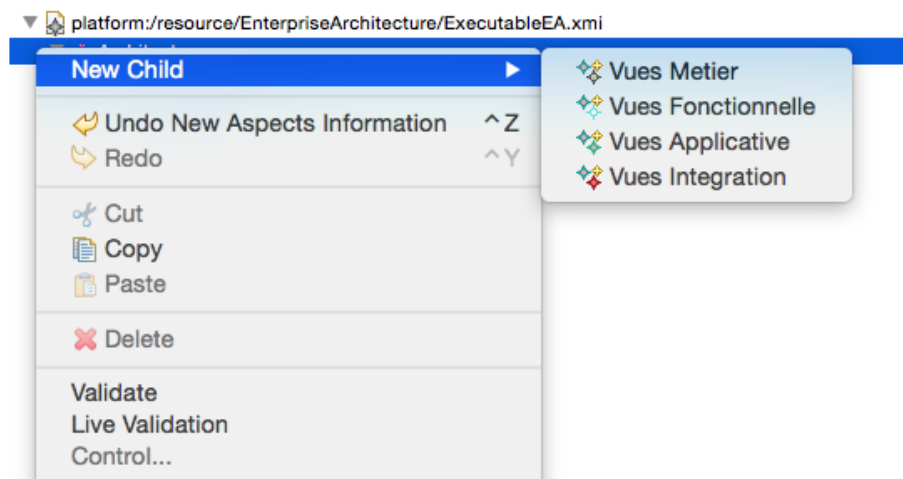 platform:/resource/EnterpriseArchitecture/ExecutableEA.xmi
New Child
Vues Metier
Vues Fonctionnelle
Vues Applicative
Vues Integration
Undo New Aspects Information ^Z
Redo ^Y
Cut
Copy
Paste
Delete
Validate
Live Validation
Control...